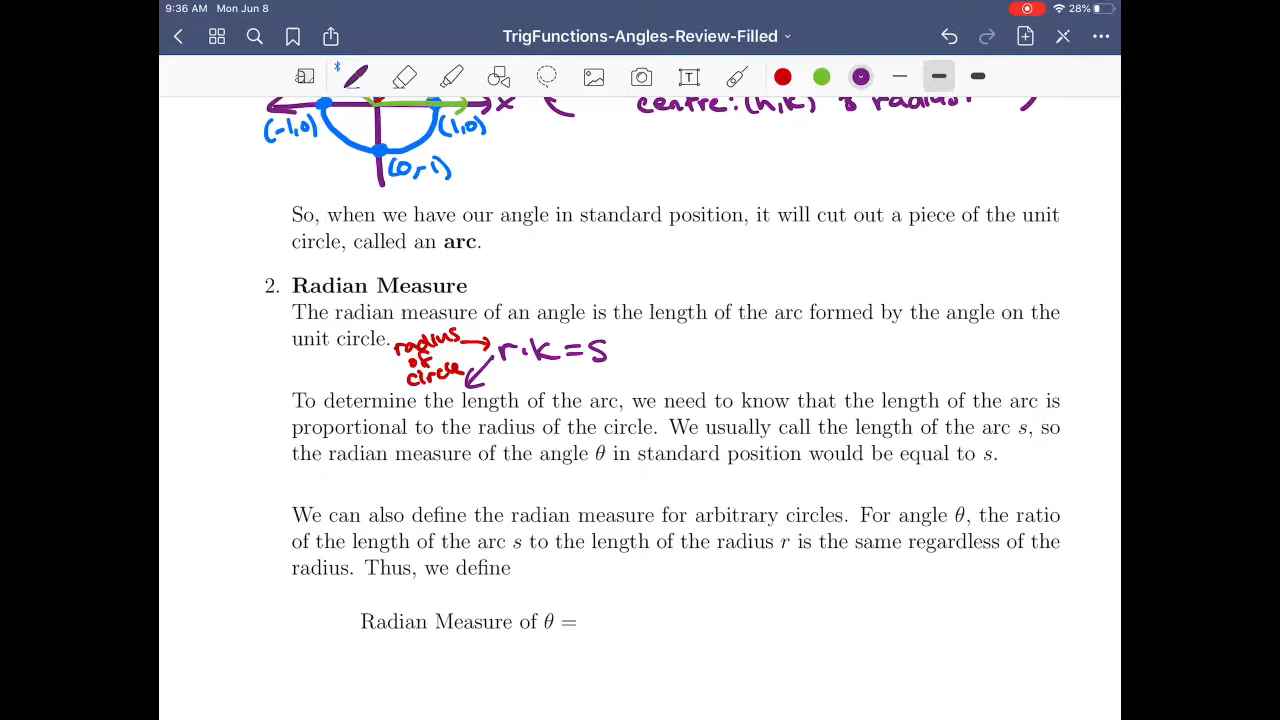 9:36 AM Mon Jun 8
28%
TrigFunctions-Angles-Review-Filled
x
centre: (h,k) & radius r
(-1,0)
(1,0)
(0,-1)
So, when we have our angle in standard position, it will cut out a piece of the unit
circle, called an arc.
2. Radian Measure
The radian measure of an angle is the length of the arc formed by the angle on the
unit circle.
radius
of
circle
r·k=s
To determine the length of the arc, we need to know that the length of the arc is
proportional to the radius of the circle. We usually call the length of the arc s, so
the radian measure of the angle θ in standard position would be equal to s.
We can also define the radian measure for arbitrary circles. For angle θ, the ratio
of the length of the arc s to the length of the radius r is the same regardless of the
radius. Thus, we define
Radian Measure of θ =